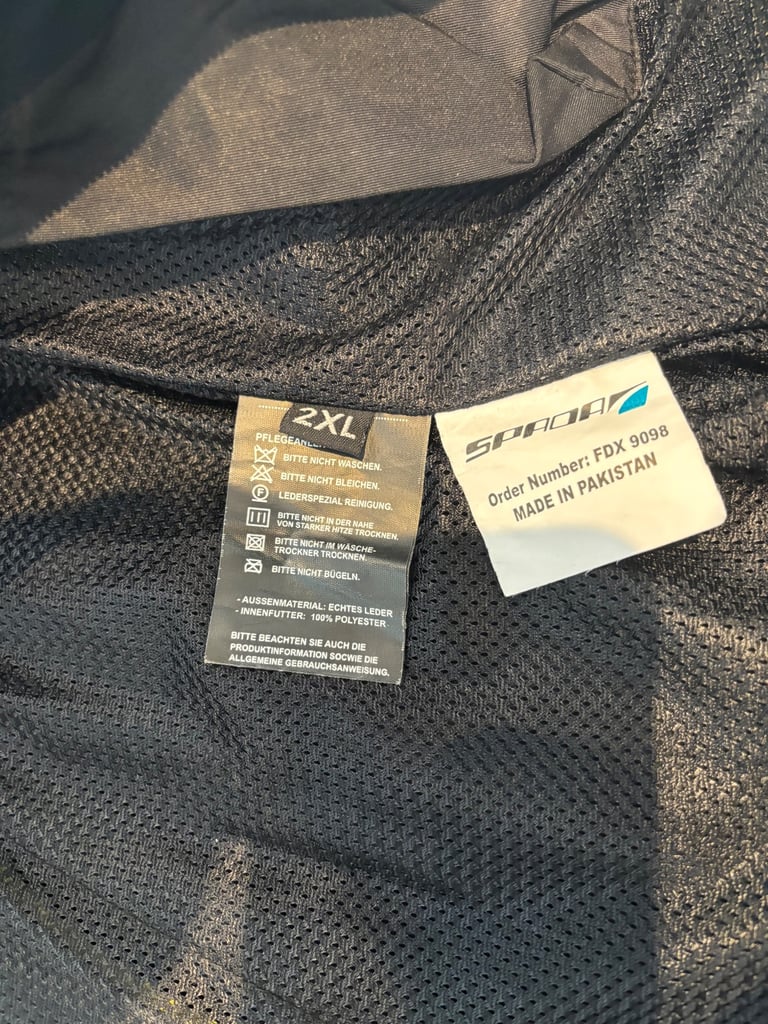 2XL
BITTE NICHT WASCHEN.
BITTE NICHT BLEICHEN.
F
LEDERSPEZIAL REINIGUNG.
BITTE NICHT IN DER NAHE
VON STARKER HITZE TROCKNEN.
BITTE NICHT IM WÄSCHE-
TROCKNER TROCKNEN.
BITTE NICHT BÜGELN.
- AUSSENMATERIAL: ECHTES LEDER
- INNENFUTTER: 100% POLYESTER
BITTE BEACHTEN SIE AUCH DIE
PRODUKTINFORMATION SOCWIE DIE
ALLGEMEINE GEBRAUCHSANWEISUNG.
SPADA
Order Number: FDX 9098
MADE IN PAKISTAN